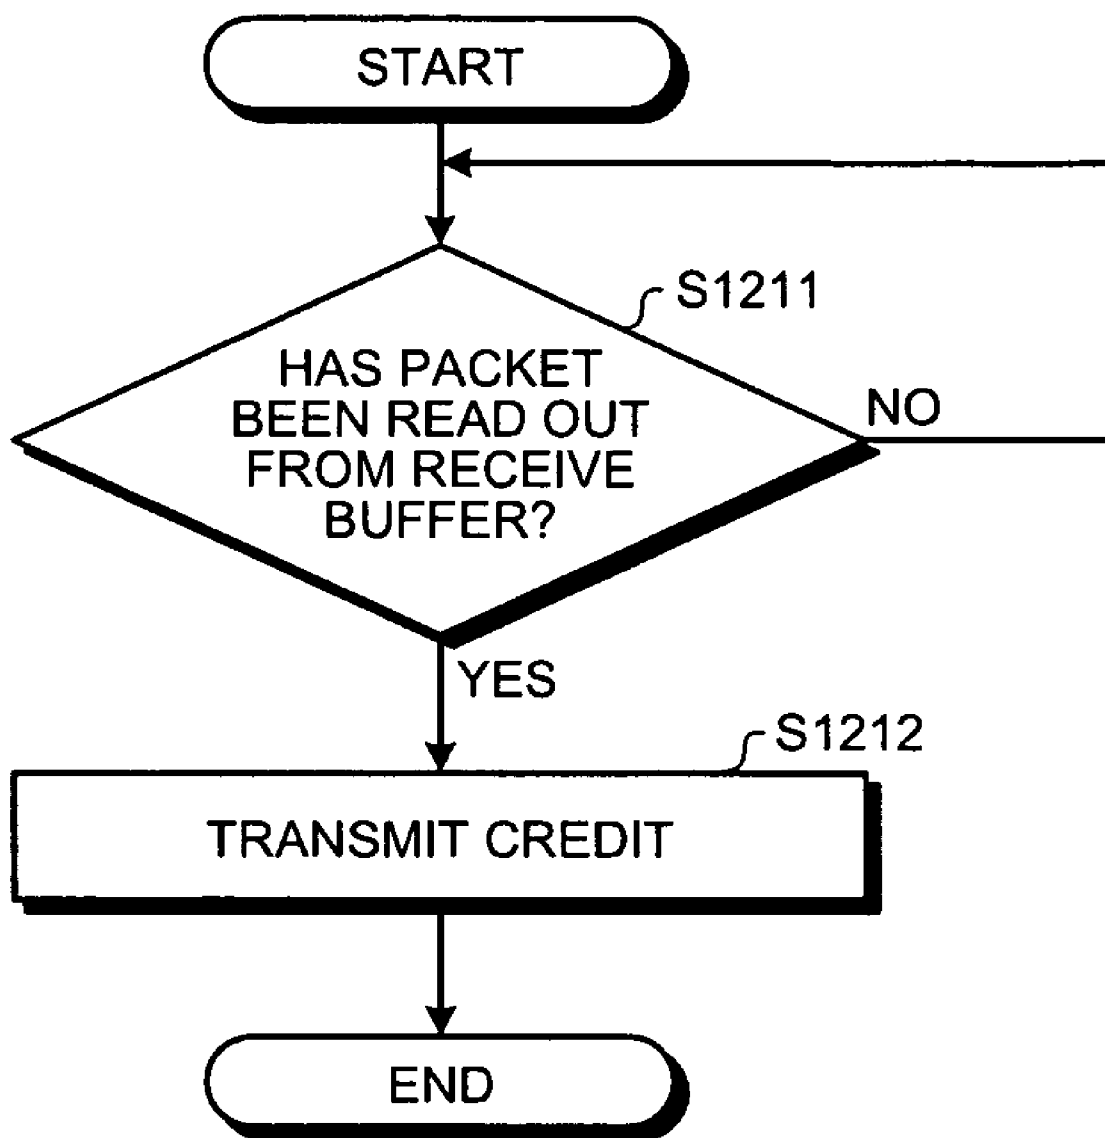 START
S1211
HAS PACKET
BEEN READ OUT
FROM RECEIVE
BUFFER?
NO
YES
S1212
TRANSMIT CREDIT
END